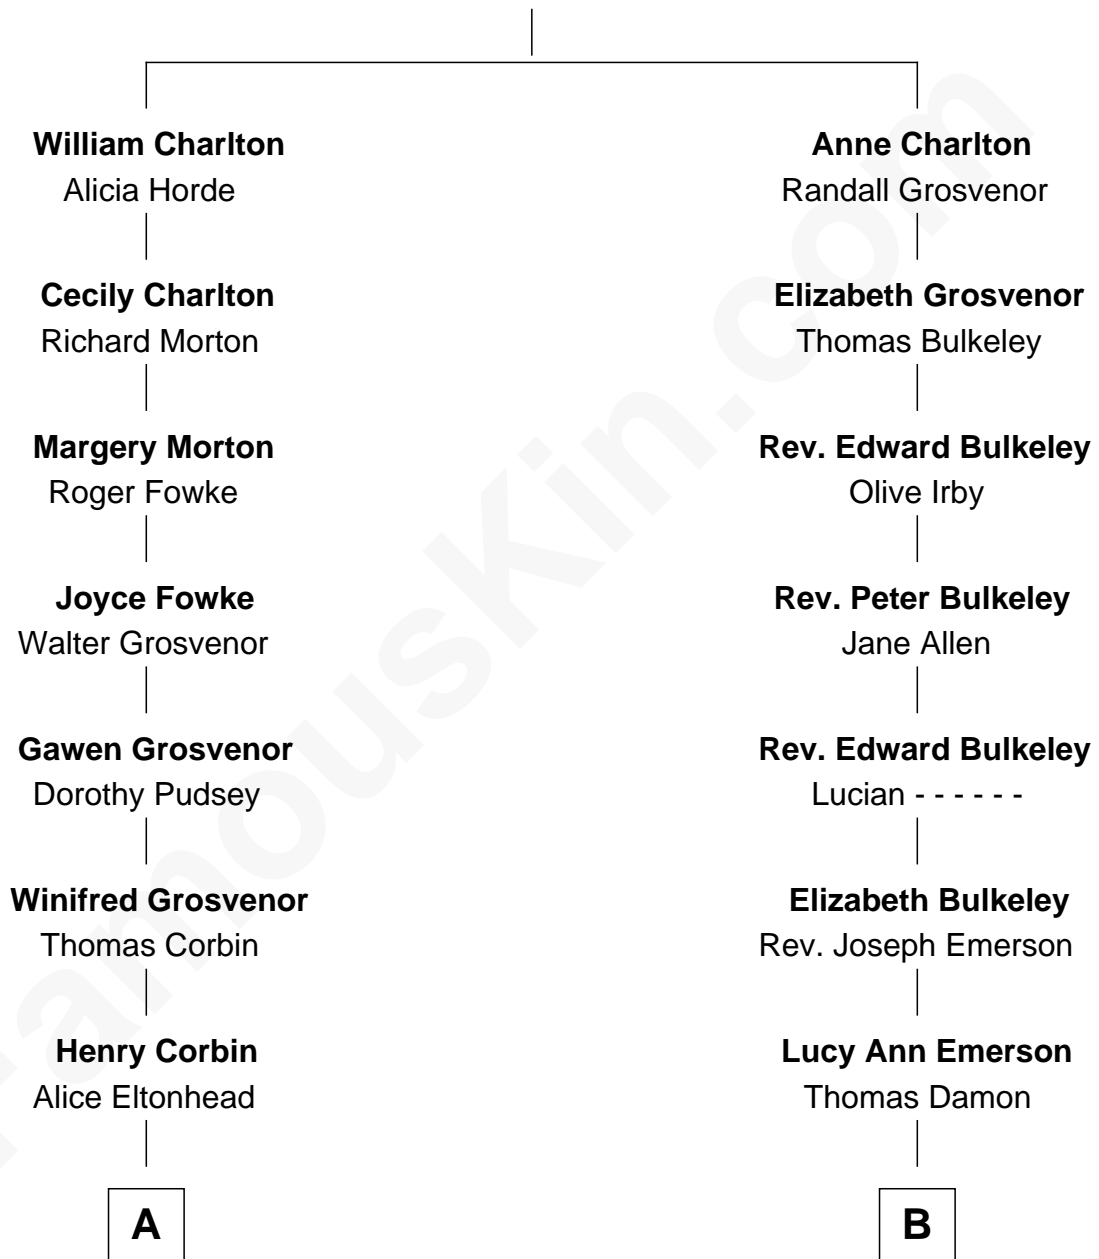 William Charlton
Alicia Horde
Cecily Charlton
Richard Morton
Margery Morton
Roger Fowke
Joyce Fowke
Walter Grosvenor
Gawen Grosvenor
Dorothy Pudsey
Winifred Grosvenor
Thomas Corbin
Henry Corbin
Alice Eltonhead
A
Anne Charlton
Randall Grosvenor
Elizabeth Grosvenor
Thomas Bulkeley
Rev. Edward Bulkeley
Olive Irby
Rev. Peter Bulkeley
Jane Allen
Rev. Edward Bulkeley
Lucian - - - - - -
Elizabeth Bulkeley
Rev. Joseph Emerson
Lucy Ann Emerson
Thomas Damon
B
FamousKin.com